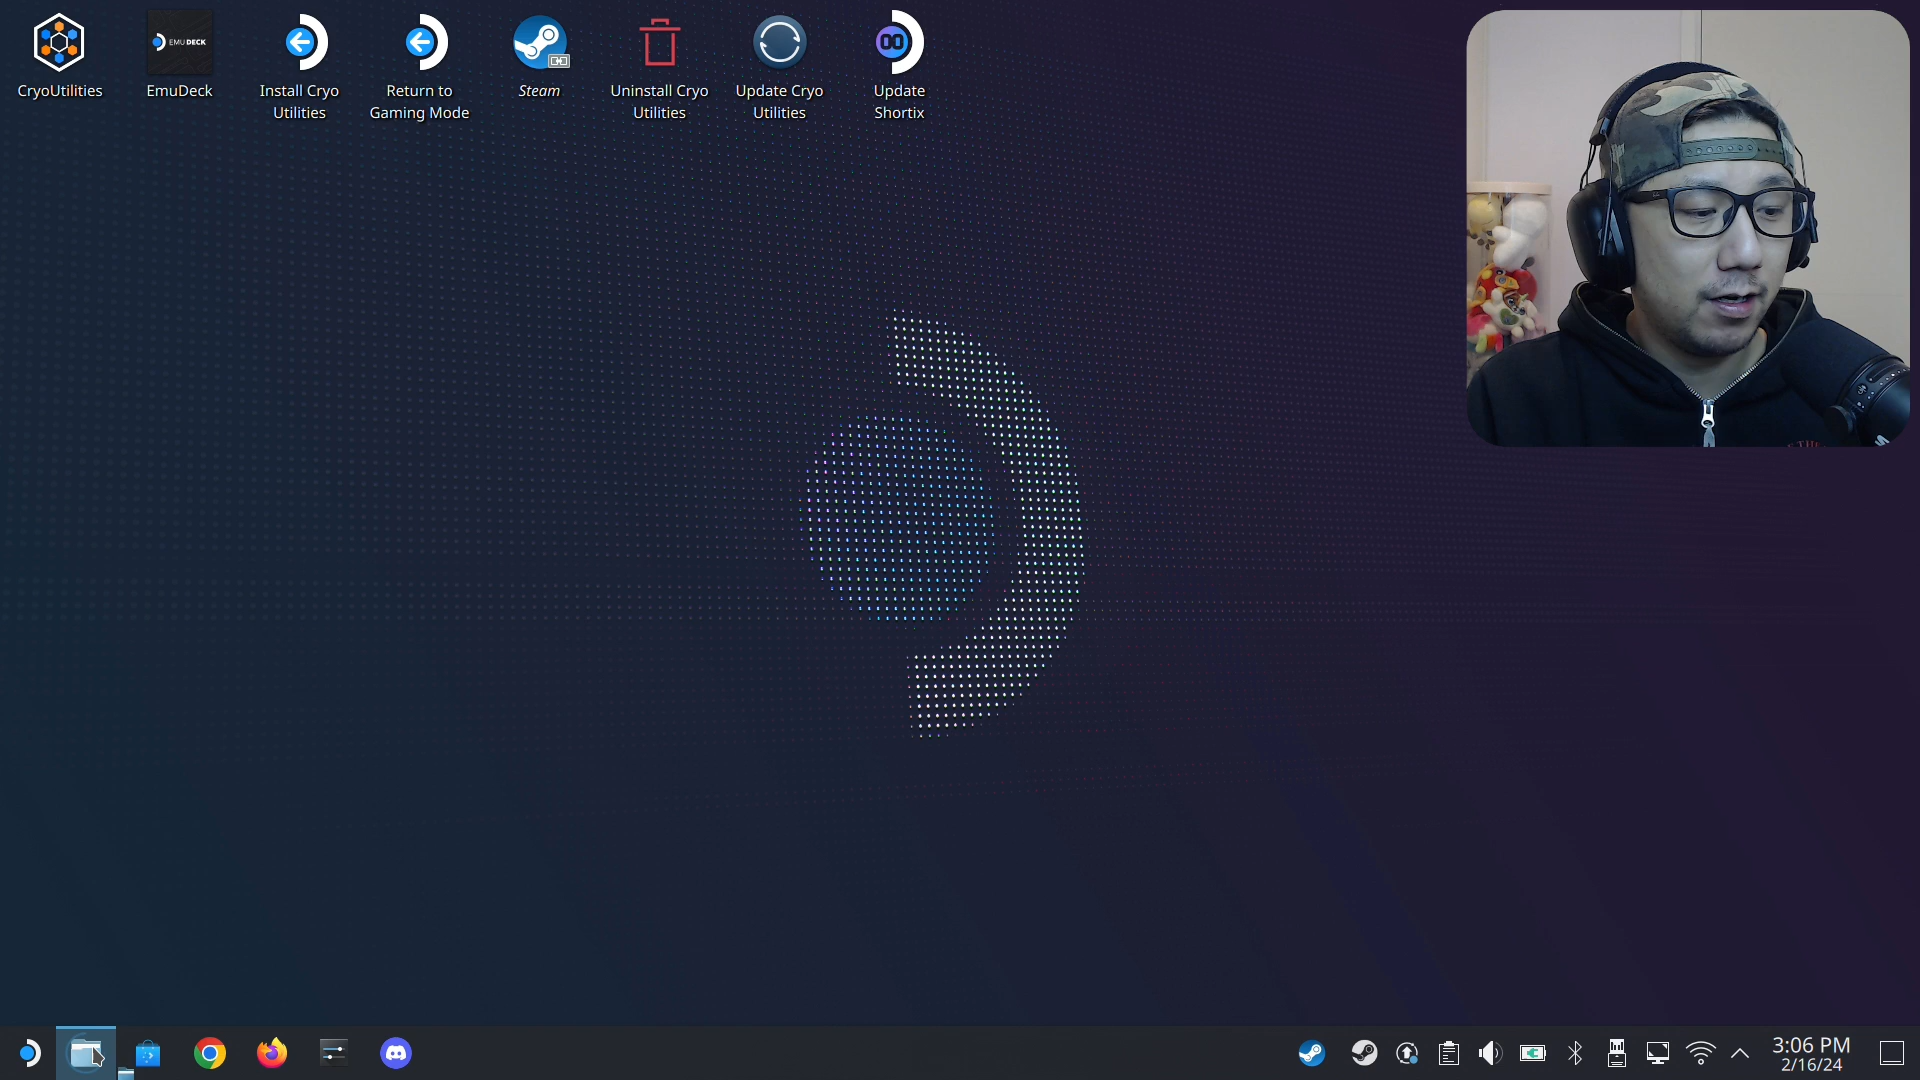 CryoUtilities
EMUDECK
EmuDeck
Install Cryo
Utilities
Return to
Gaming Mode
Steam
Uninstall Cryo
Utilities
Update Cryo
Utilities
Update
Shortix
3:06 PM
2/16/24